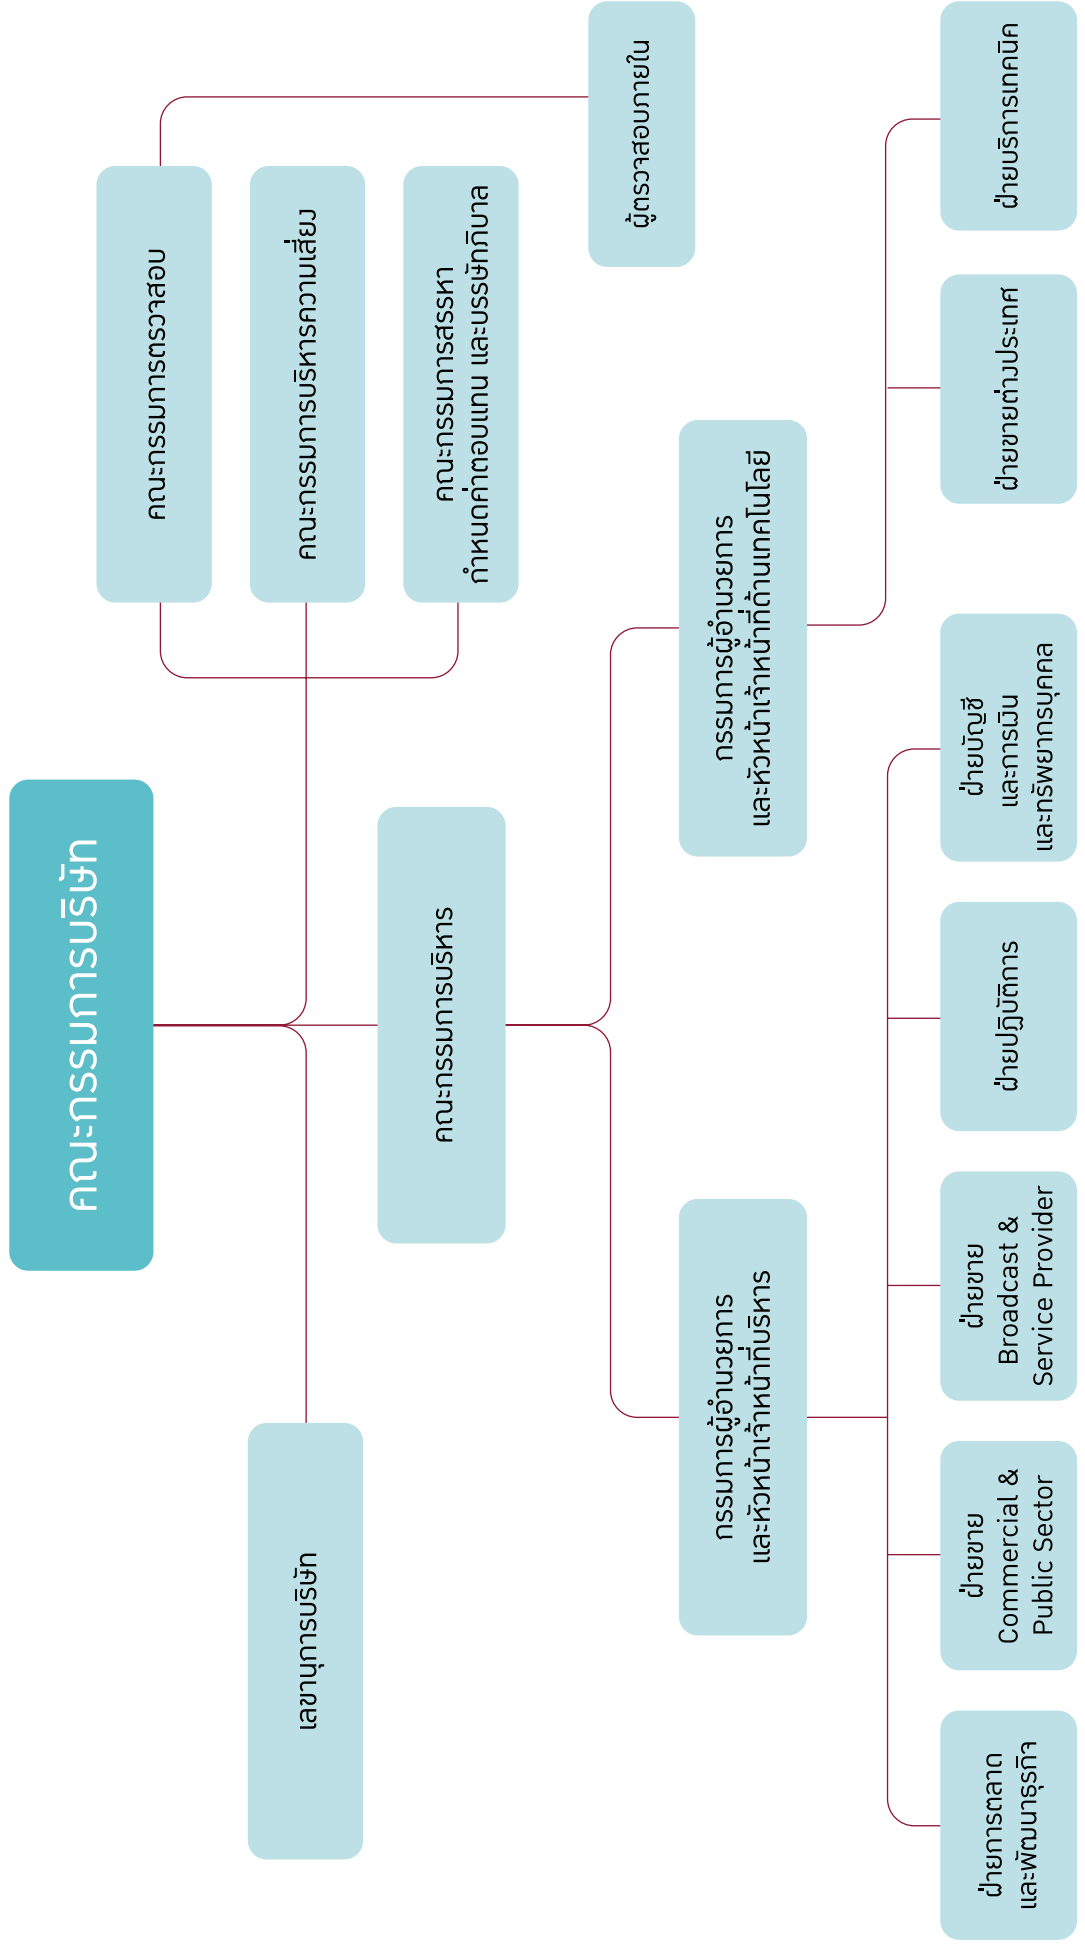 คณะกรรมการบริษัท
คณะกรรมการตรวจสอบ
เลขานุการบริษัท
คณะกรรมการบริหารความเสี่ยง
คณะกรรมการบริหาร
คณะกรรมการสรรหา
กำหนดค่าตอบแทน และบรรษัทภิบาล
ผู้ตรวจสอบภายใน
กรรมการผู้อำนวยการ
และหัวหน้าเจ้าหน้าที่บริหาร
กรรมการผู้อำนวยการ
และหัวหน้าเจ้าหน้าที่ด้านเทคโนโลยี
ฝ่ายการตลาด
และพัฒนาธุรกิจ
ฝ่ายขาย
Commercial &
Public Sector
ฝ่ายขาย
Broadcast &
Service Provider
ฝ่ายปฏิบัติการ
ฝ่ายบัญชี
และการเงิน
และทรัพยากรบุคคล
ฝ่ายขายต่างประเทศ
ฝ่ายบริการเทคนิค